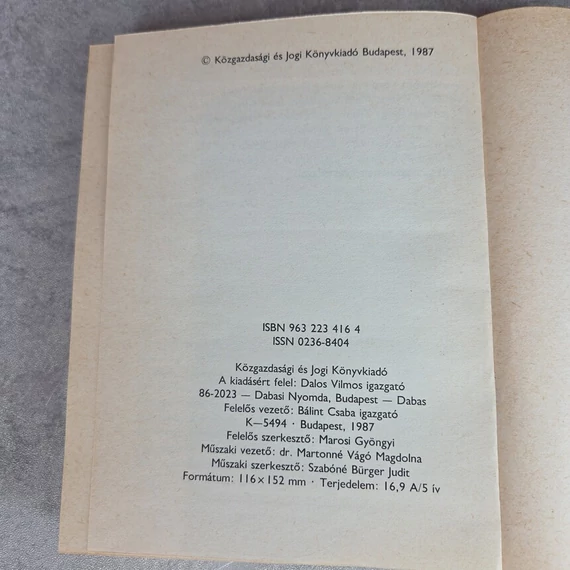 © Közgazdasági és Jogi Könyvkiadó Budapest, 1987
ISBN 963 223 416 4
ISSN 0236-8404
Közgazdasági és Jogi Könyvkiadó
A kiadásért felel: Dalos Vilmos igazgató
86-2023 — Dabasi Nyomda, Budapest — Dabas
Felelős vezető: Bálint Csaba igazgató
K—5494 · Budapest, 1987
Felelős szerkesztő: Marosi Gyöngyi
Műszaki vezető: dr. Martonné Vágó Magdolna
Műszaki szerkesztő: Szabóné Bürger Judit
Formátum: 116×152 mm · Terjedelem: 16,9 A/5 ív